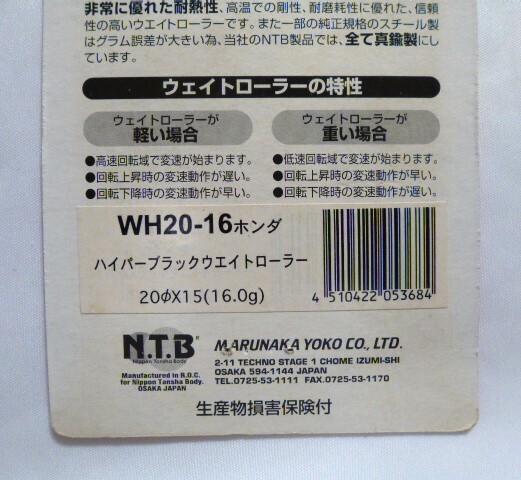 非常に優れた耐熱性、高温での剛性、耐磨耗性に優れた、信頼
性の高いウエイトローラーです。また一部の純正規格のスチール製
はグラム誤差が大きい為、当社のNTB製品では、全て真鍮製にし
ています。
ウェイトローラーの特性
ウェイトローラーが
軽い場合
●高速回転域で変速が始まります。
●回転上昇時の変速動作が遅い。
●回転下降時の変速動作が早い。
ウェイトローラーが
重い場合
●低速回転域で変速が始まります。
●回転上昇時の変速動作が早い。
●回転下降時の変速動作が遅い。
WH20-16ホンダ
ハイパーブラックウエイトローラー
20ΦX15(16.0g)
4 510422 053684
N.T.B®
Nippon Tansha Body
Manufactured in R.O.C.
for Nippon Tansha Body.
OSAKA JAPAN
MARUNAKA YOKO CO., LTD.
2-11 TECHNO STAGE 1 CHOME IZUMI-SHI
OSAKA 594-1144 JAPAN
TEL.0725-53-1111 FAX.0725-53-1170
生産物損害保険付